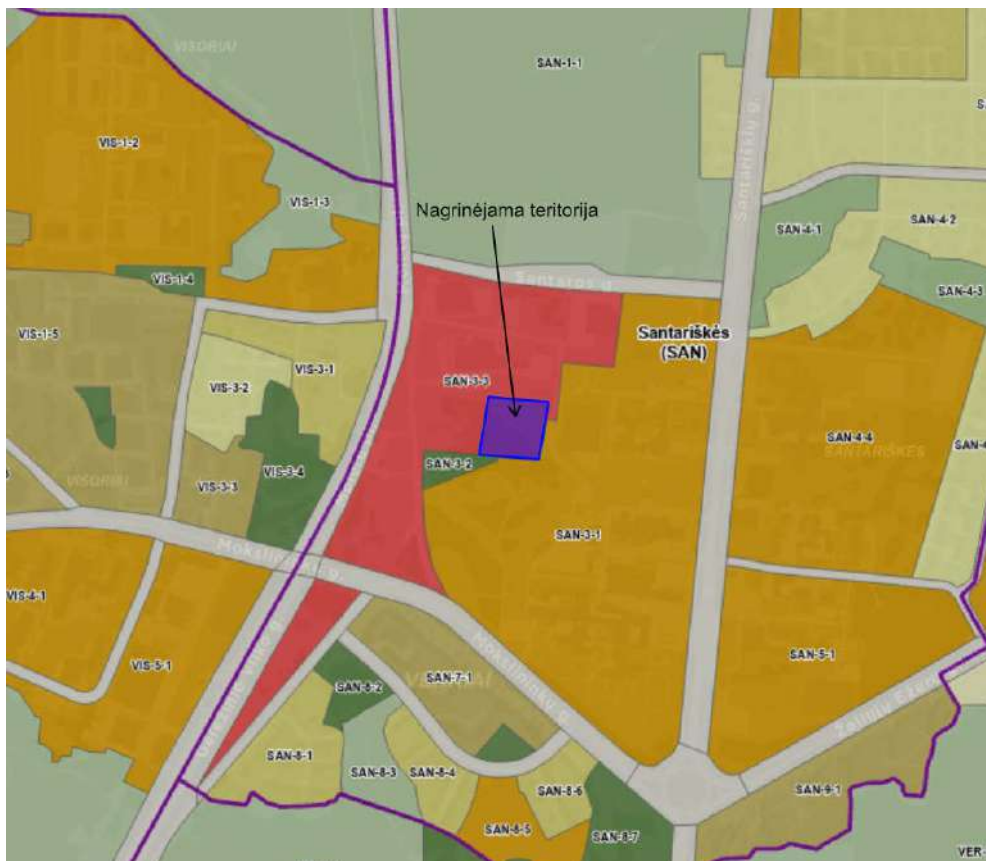 VISORIAI
SAN-1-1
VIS-1-2
Santariškių g.
VIS-1-3
Nagrinėjama teritorija
SAN-4-1
SAN-4-2
VIS-1-4
Santaros g.
SAN-4-3
VIS-1-5
Santariškės
(SAN)
VIS-3-1
VIS-3-2
SAN-3-3
SAN-4-4
SANTARIŠKĖS
SAN-3-2
VIS-3-4
VISORIAI
VIS-3-3
SAN-3-1
Mokslininkų g.
VIS-4-1
VIS-5-1
SAN-5-1
Mokslininkų g.
SAN-7-1
SAN-8-2
SAN-8-1
SAN-8-3
SAN-8-4
SAN-8-6
SAN-9-1
SAN-8-5
SAN-8-7
VER-